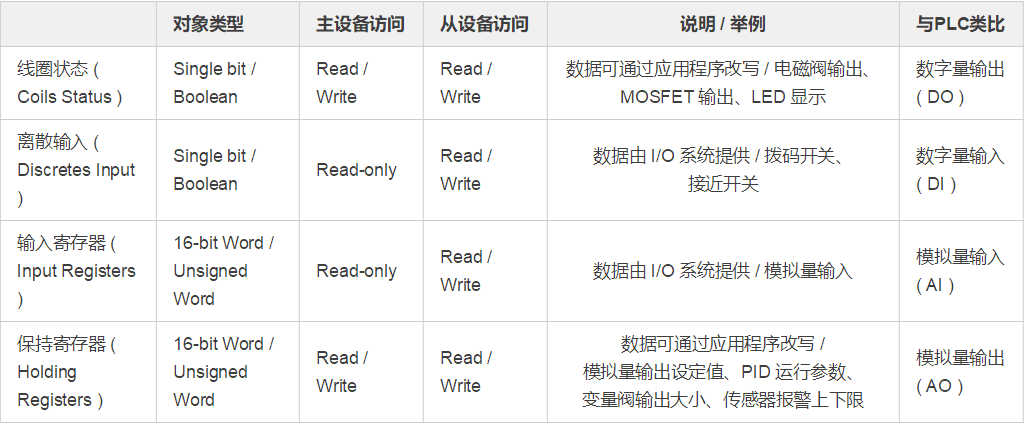 对象类型 主设备访问 从设备访问 说明 / 举例 与PLC类比
线圈状态 (
Coils Status )
Single bit /
Boolean
Read /
Write
Read /
Write
数据可通过应用程序改写 / 电磁阀输出、
MOSFET 输出、LED 显示
数字量输出
( DO )
离散输入 (
Discretes Input
)
Single bit /
Boolean
Read-only
Read /
Write
数据由 I/O 系统提供 / 拨码开关、
接近开关
数字量输入
( DI )
输入寄存器 (
Input Registers
)
16-bit Word /
Unsigned
Word
Read-only
Read /
Write
数据由 I/O 系统提供 / 模拟量输入
模拟量输入
( AI )
保持寄存器 (
Holding
Registers )
16-bit Word /
Unsigned
Word
Read /
Write
Read /
Write
数据可通过应用程序改写 /
模拟量输出设定值、PID 运行参数、
变量阀输出大小、传感器报警上下限
模拟量输出
( AO )